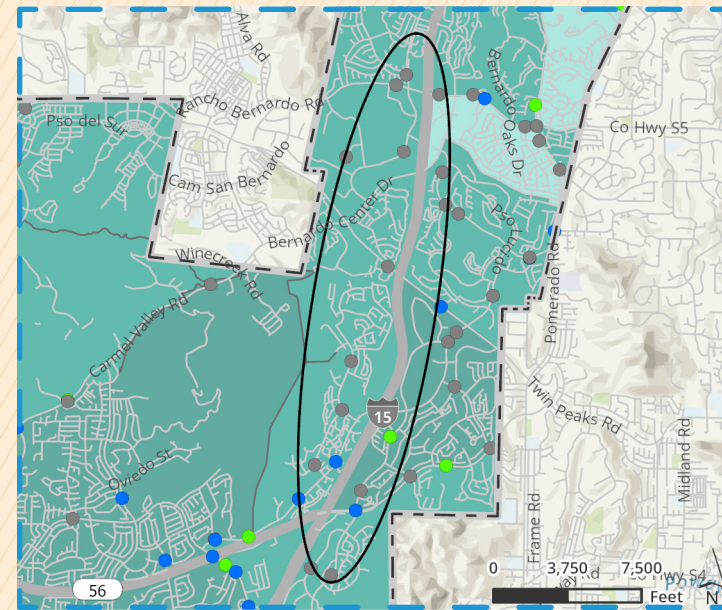 Alva Rd
Rancho Bernardo Rd
Bernardo Oaks Dr
Pso del Sur
Co Hwy S5
Cam San Bernardo
Bernardo Center Dr
Pso Lucido
Winecreek Rd
Pomerado Rd
Carmel Valley Rd
Twin Peaks Rd
15
Midland Rd
Oviedo St
Frame Rd
0 3,750 7,500
Feet
Hwy S4
56
N